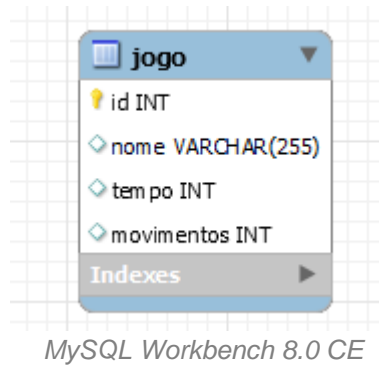 jogo
id INT
nome VARCHAR(255)
tempo INT
movimentos INT
Indexes
MySQL Workbench 8.0 CE